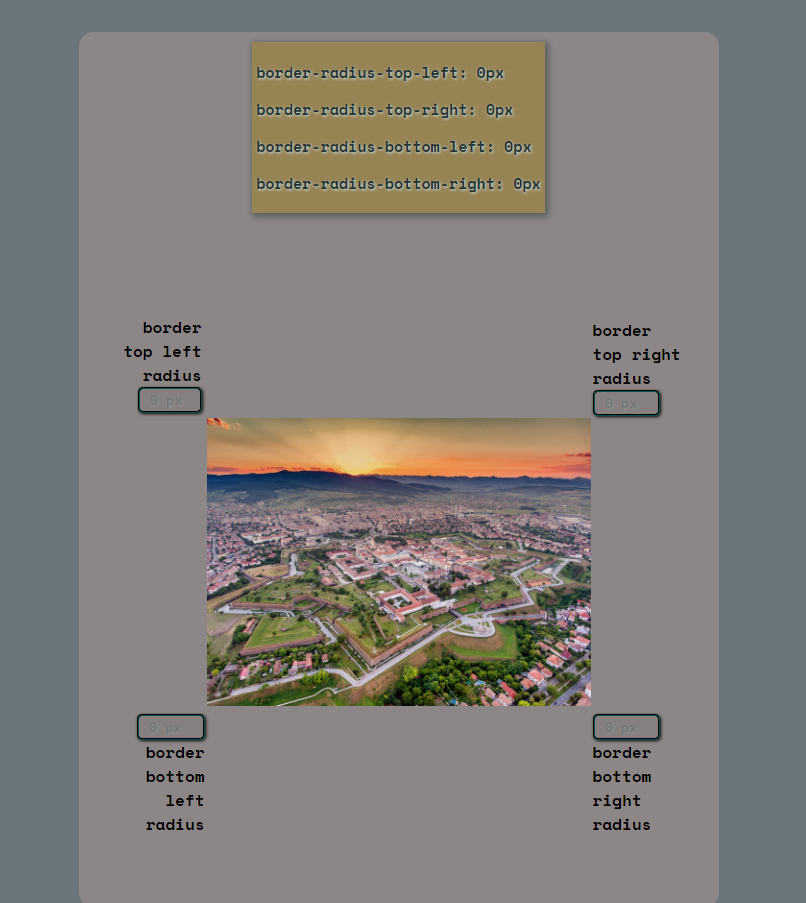 border-radius-top-left: 0px
border-radius-top-right: 0px
border-radius-bottom-left: 0px
border-radius-bottom-right: 0px
border
top left
radius
0 px
border
top right
radius
0 px
0 px
border
bottom
left
radius
0 px
border
bottom
right
radius